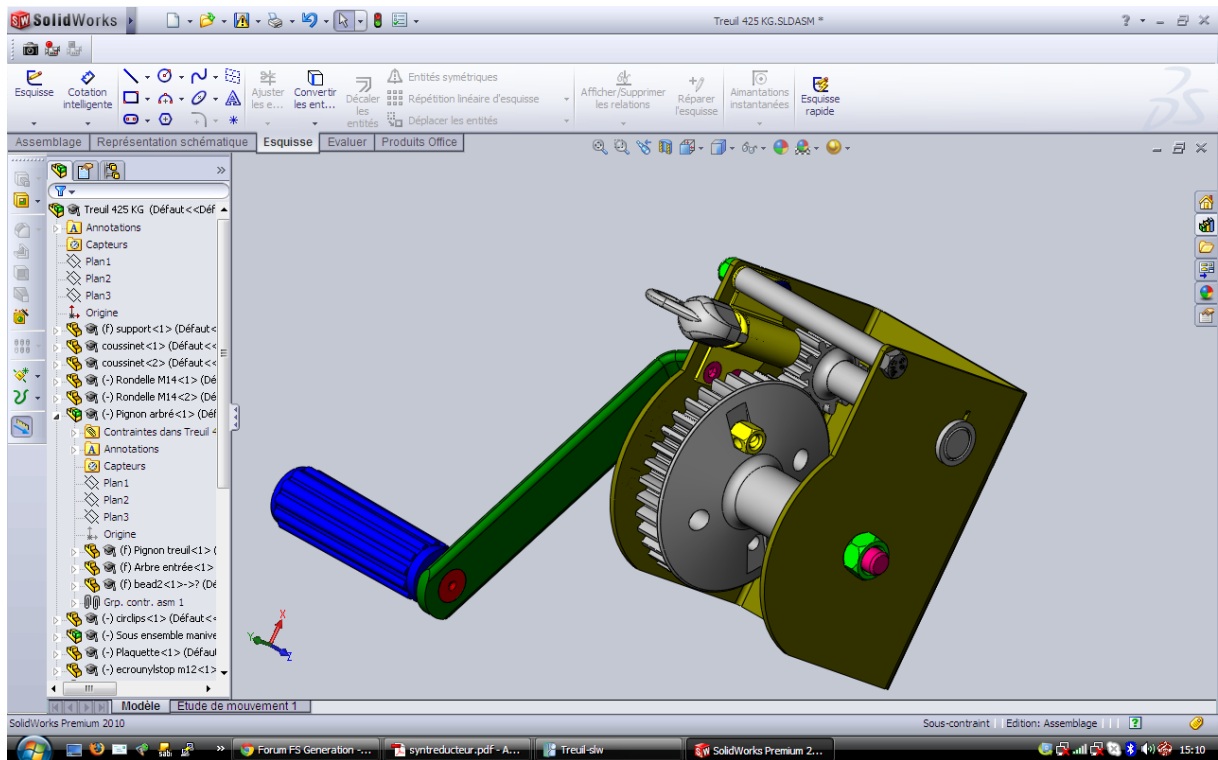 SolidWorks
Treuil 425 KG.SLDASM *
Esquisse
Cotation intelligente
Ajuster les e...
Convertir les ent...
Décaler les entités
Entités symétriques
Répétition linéaire d'esquisse
Déplacer les entités
Afficher/Supprimer les relations
Réparer l'esquisse
Aimantations instantanées
Esquisse rapide
Assemblage Représentation schématique Esquisse Evaluer Produits Office
Treuil 425 KG (Défaut<<Déf
Annotations
Capteurs
Plan1
Plan2
Plan3
Origine
(f) support<1> (Défaut<
coussinet<1> (Défaut<<
coussinet<2> (Défaut<<
(-) Rondelle M14<1> (Dé
(-) Rondelle M14<2> (Dé
(-) Pignon arbré<1> (Déf
Contraintes dans Treuil 4
Annotations
Capteurs
Plan1
Plan2
Plan3
Origine
(f) Pignon treuil<1> (
(f) Arbre entrée<1>
(f) bead2<1>->? (Dé
Grp. contr. asm 1
(-) circlips<1> (Défaut<<
(-) Sous ensemble manive
(-) Plaquette<1> (Défaul
(-) ecrounylstop m12<1>
X
Y
Z
Modèle Etude de mouvement 1
SolidWorks Premium 2010 Sous-contraint Edition: Assemblage
Forum FS Generation -... syntreducteur.pdf - A... Treuil-slw SolidWorks Premium 2... 15:10